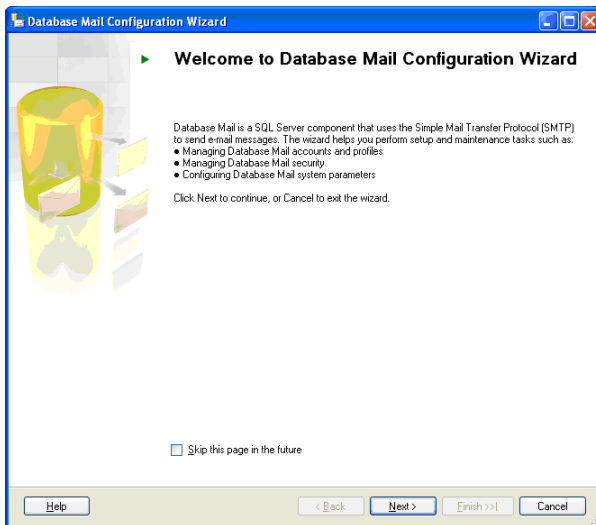 Database Mail Configuration Wizard
Welcome to Database Mail Configuration Wizard
Database Mail is a SQL Server component that uses the Simple Mail Transfer Protocol (SMTP)
to send e-mail messages. The wizard helps you perform setup and maintenance tasks such as:
● Managing Database Mail accounts and profiles
● Managing Database Mail security
● Configuring Database Mail system parameters
Click Next to continue, or Cancel to exit the wizard.
Skip this page in the future
Help < Back Next > Finish >>| Cancel